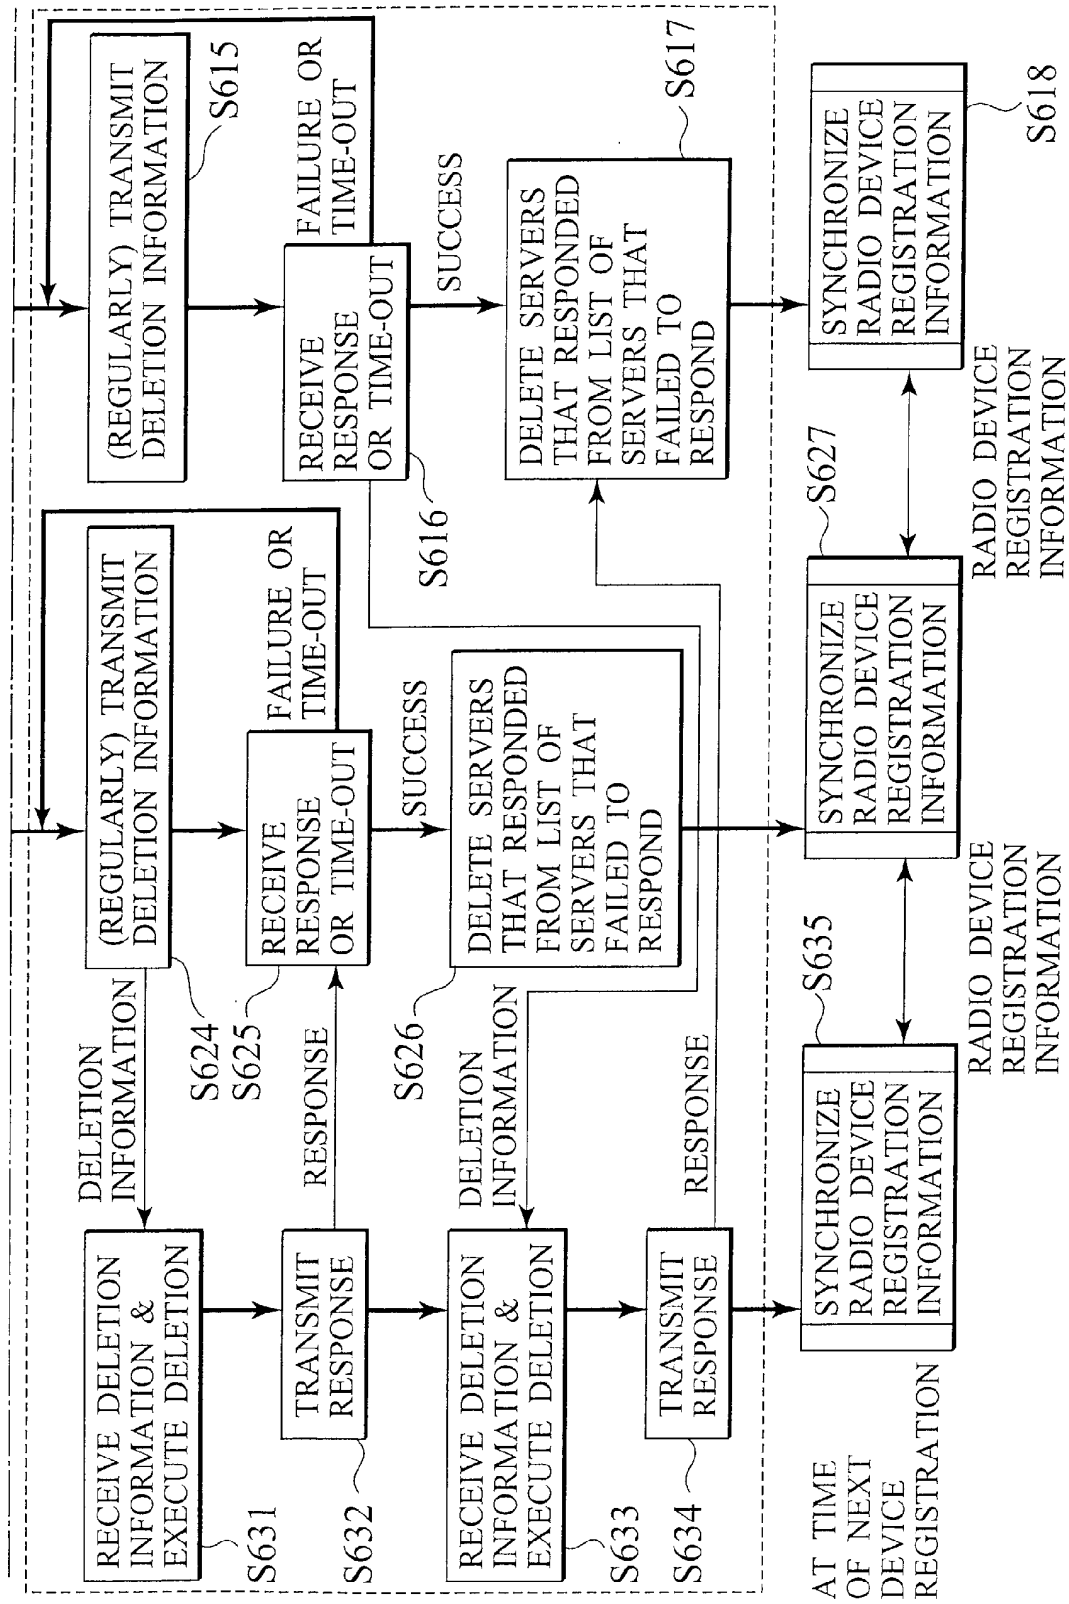 RECEIVE DELETION
INFORMATION &
EXECUTE DELETION
S631
DELETION
INFORMATION
(REGULARLY) TRANSMIT
DELETION INFORMATION
S624
(REGULARLY) TRANSMIT
DELETION INFORMATION
S615
TRANSMIT
RESPONSE
S632
RESPONSE
S625
RECEIVE
RESPONSE
OR TIME-OUT
FAILURE OR
TIME-OUT
RECEIVE
RESPONSE
OR TIME-OUT
S616
FAILURE OR
TIME-OUT
SUCCESS
SUCCESS
RECEIVE DELETION
INFORMATION &
EXECUTE DELETION
S633
DELETION
INFORMATION
S626
DELETE SERVERS
THAT RESPONDED
FROM LIST OF
SERVERS THAT
FAILED TO
RESPOND
DELETE SERVERS
THAT RESPONDED
FROM LIST OF
SERVERS THAT
FAILED TO
RESPOND
S617
TRANSMIT
RESPONSE
S634
RESPONSE
AT TIME
OF NEXT
DEVICE
REGISTRATION
SYNCHRONIZE
RADIO DEVICE
REGISTRATION
INFORMATION
S635
RADIO DEVICE
REGISTRATION
INFORMATION
SYNCHRONIZE
RADIO DEVICE
REGISTRATION
INFORMATION
S627
RADIO DEVICE
REGISTRATION
INFORMATION
SYNCHRONIZE
RADIO DEVICE
REGISTRATION
INFORMATION
S618